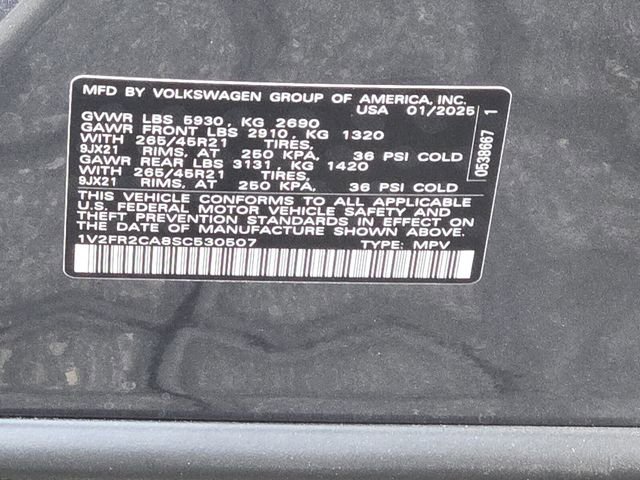 MFD BY VOLKSWAGEN GROUP OF AMERICA, INC.
USA 01/2025
GVWR LBS 5930, KG 2690
GAWR FRONT LBS 2910, KG 1320
WITH 265/45R21 TIRES,
9JX21 RIMS, AT 250 KPA, 36 PSI COLD
GAWR REAR LBS 3131, KG 1420
WITH 265/45R21 TIRES,
9JX21 RIMS, AT 250 KPA, 36 PSI COLD
THIS VEHICLE CONFORMS TO ALL APPLICABLE
U.S. FEDERAL MOTOR VEHICLE SAFETY AND
THEFT PREVENTION STANDARDS IN EFFECT ON
THE DATE OF MANUFACTURE SHOWN ABOVE.
1V2FR2CA8SC530507 TYPE: MPV
0538667 1